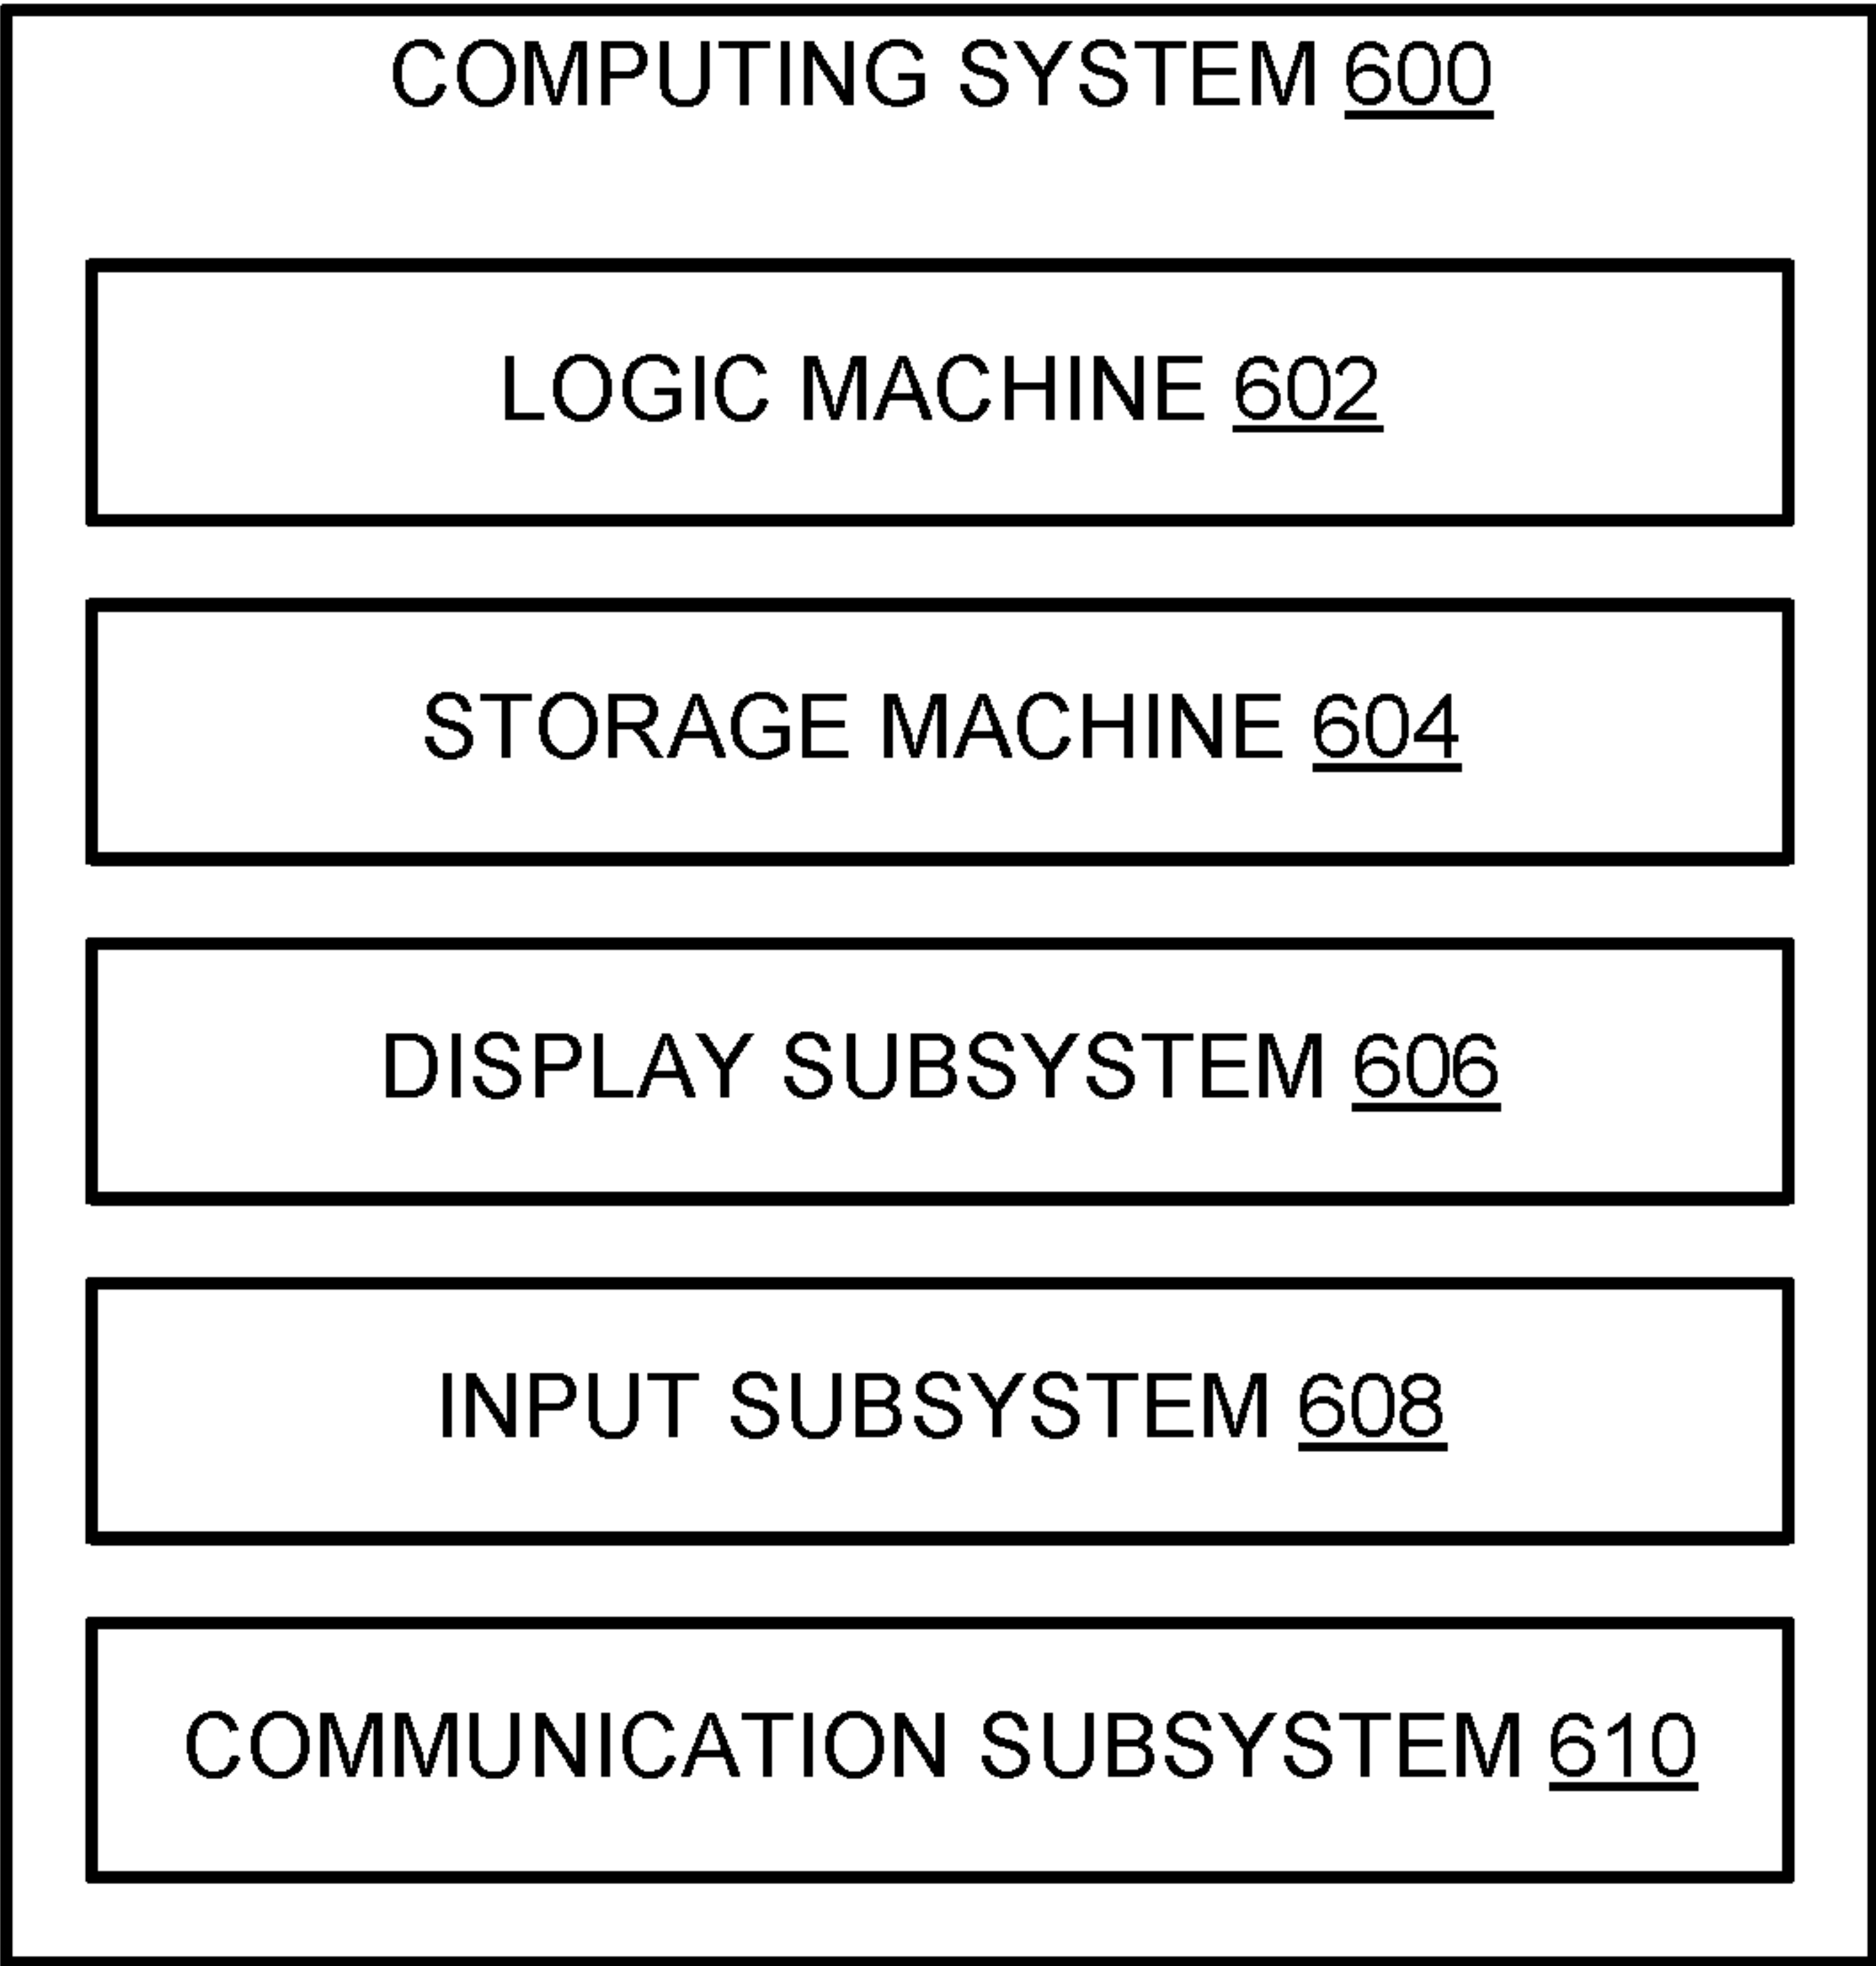 COMPUTING SYSTEM 600
LOGIC MACHINE 602
STORAGE MACHINE 604
DISPLAY SUBSYSTEM 606
INPUT SUBSYSTEM 608
COMMUNICATION SUBSYSTEM 610